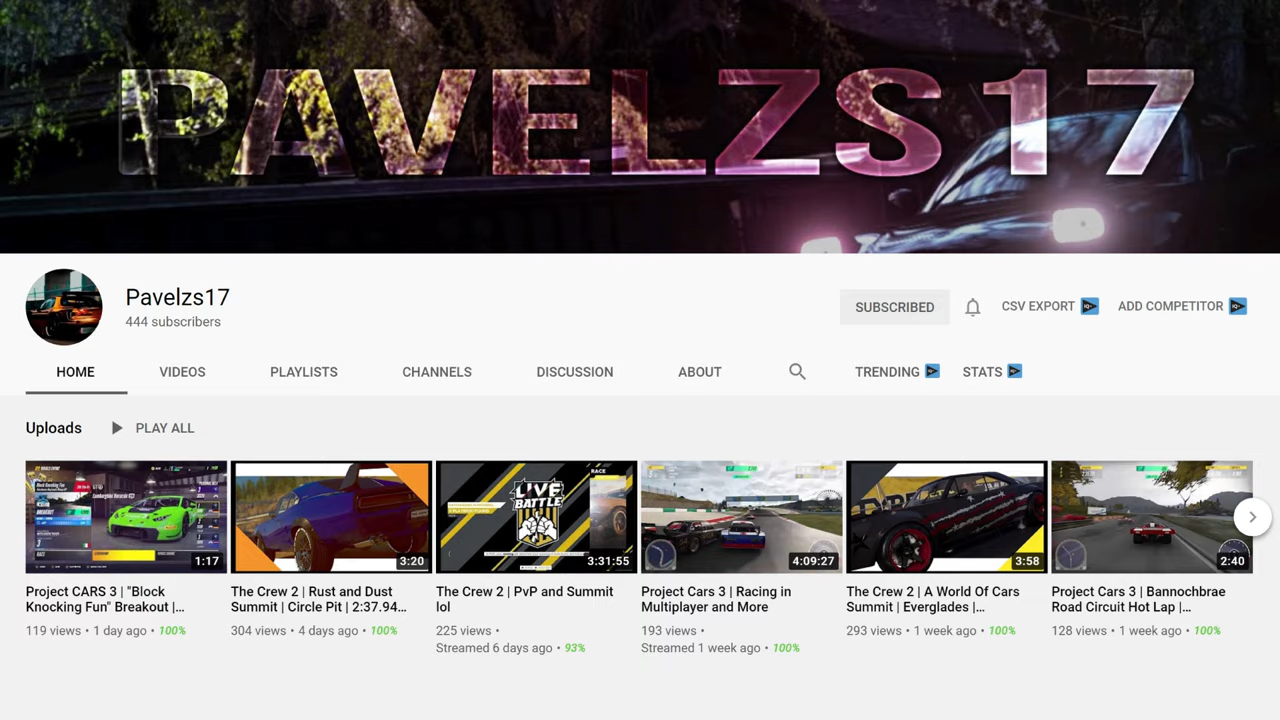 PAVELZS17
Pavelzs17
444 subscribers
SUBSCRIBED
CSV EXPORT
ADD COMPETITOR
HOME
VIDEOS
PLAYLISTS
CHANNELS
DISCUSSION
ABOUT
TRENDING
STATS
Uploads
PLAY ALL
1:17
3:20
RACE
LIVE
BATTLE
3:31:55
4:09:27
3:58
2:40
Project CARS 3 | "Block
Knocking Fun" Breakout |...
119 views • 1 day ago • 100%
The Crew 2 | Rust and Dust
Summit | Circle Pit | 2:37.94...
304 views • 4 days ago • 100%
The Crew 2 | PvP and Summit
lol
225 views •
Streamed 6 days ago • 93%
Project Cars 3 | Racing in
Multiplayer and More
193 views •
Streamed 1 week ago • 100%
The Crew 2 | A World Of Cars
Summit | Everglades |...
293 views • 1 week ago • 100%
Project Cars 3 | Bannochbrae
Road Circuit Hot Lap |...
128 views • 1 week ago • 100%